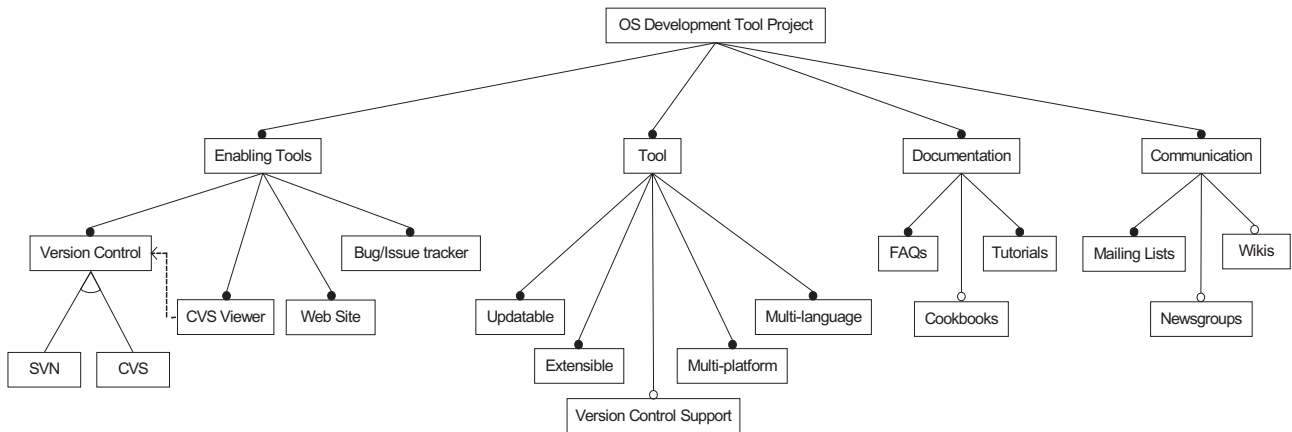 OS Development Tool Project
Enabling Tools
Tool
Documentation
Communication
Version Control
Bug/Issue tracker
FAQs
Tutorials
Mailing Lists
Wikis
CVS Viewer
Web Site
Updatable
Multi-language
Cookbooks
Newsgroups
SVN
CVS
Extensible
Multi-platform
Version Control Support